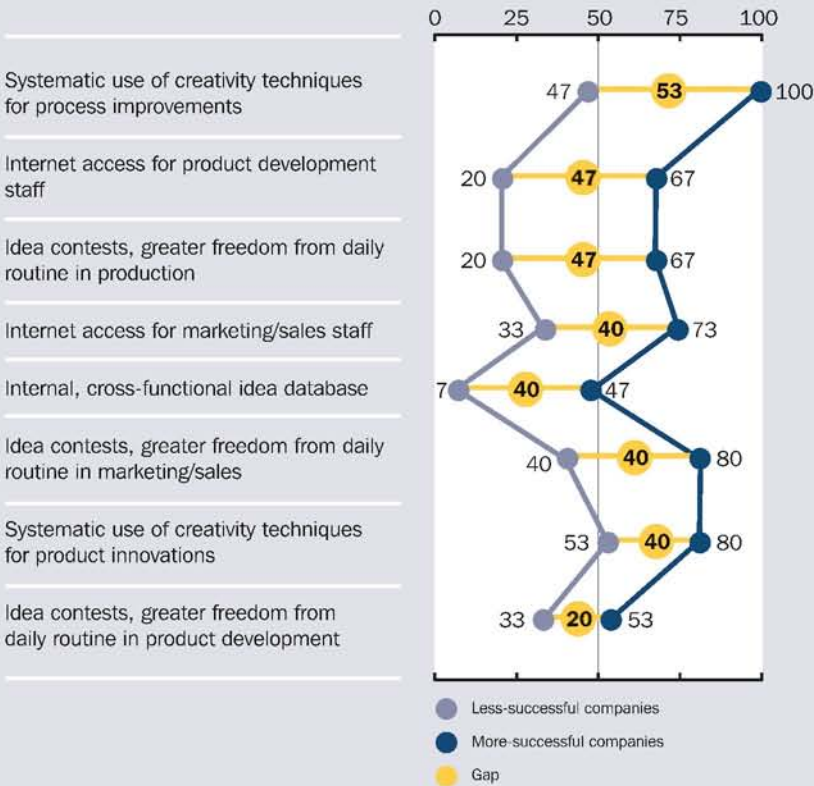 0 25 50 75 100
Systematic use of creativity techniques
for process improvements
47 53 100
Internet access for product development
staff
20 47 67
Idea contests, greater freedom from daily
routine in production
20 47 67
Internet access for marketing/sales staff
33 40 73
Internal, cross-functional idea database
7 40 47
Idea contests, greater freedom from daily
routine in marketing/sales
40 40 80
Systematic use of creativity techniques
for product innovations
53 40 80
Idea contests, greater freedom from
daily routine in product development
33 20 53
Less-successful companies
More-successful companies
Gap